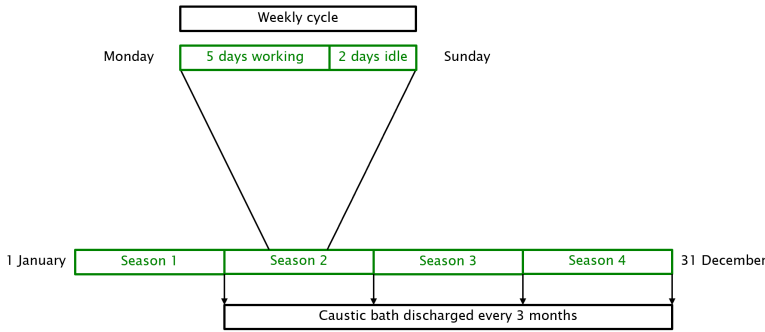 Weekly cycle
Monday 5 days working 2 days idle Sunday
1 January Season 1 Season 2 Season 3 Season 4 31 December
Caustic bath discharged every 3 months